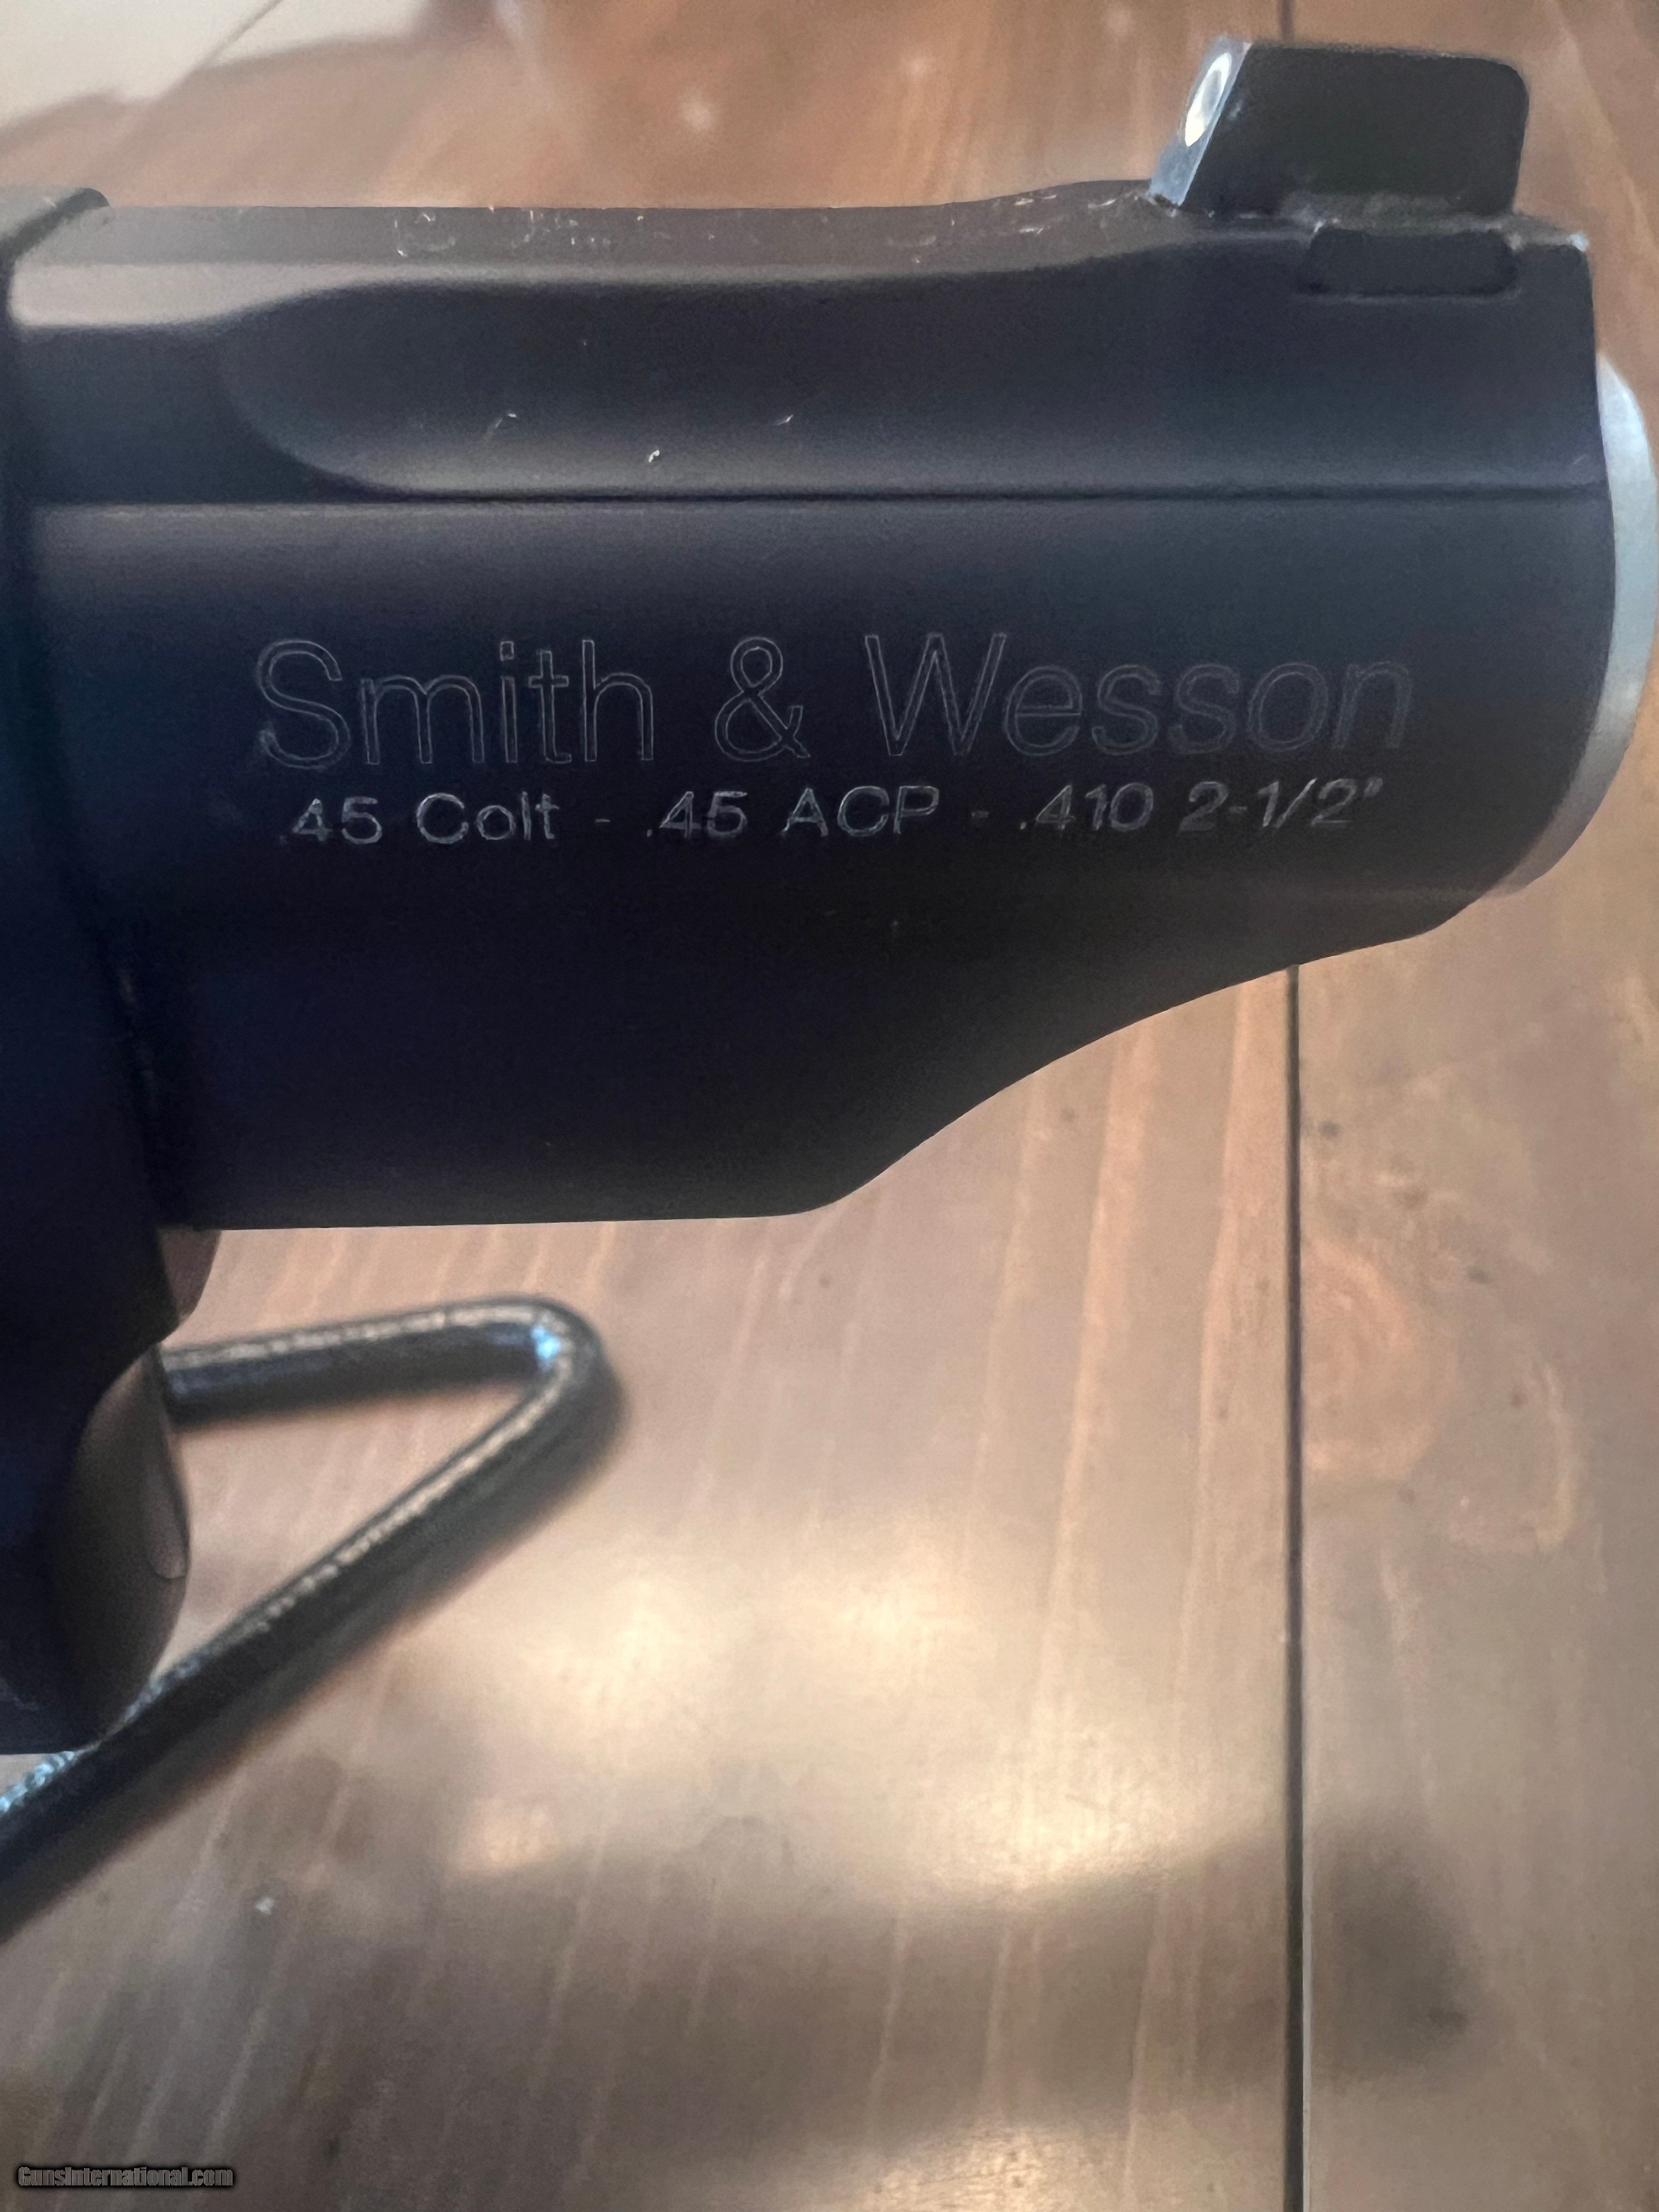 Smith & Wesson
.45 Colt - .45 ACP - .410 2-1/2"
GunsInternational.com